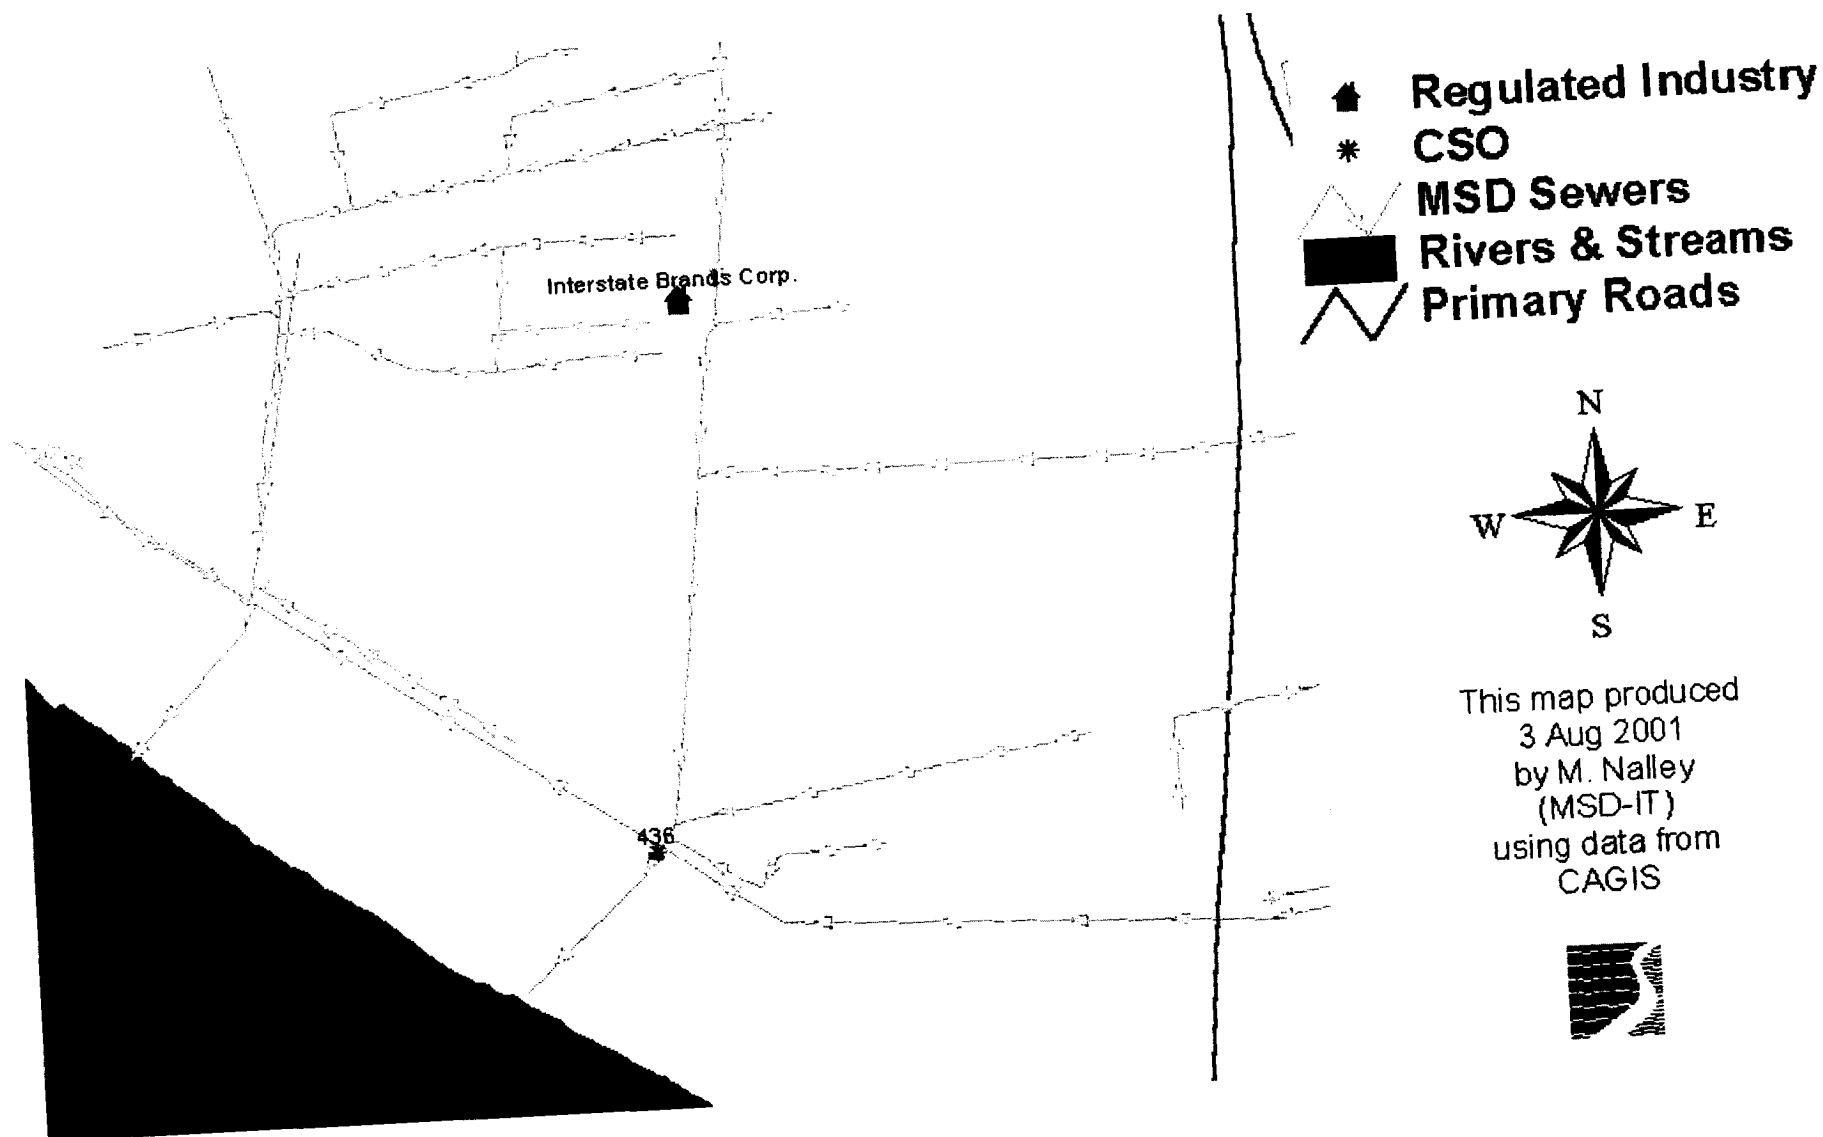 Regulated Industry
CSO
MSD Sewers
Rivers & Streams
Primary Roads
Interstate Brands Corp.
436
N
W
E
S
This map produced
3 Aug 2001
by M. Nalley
(MSD-IT)
using data from
CAGIS